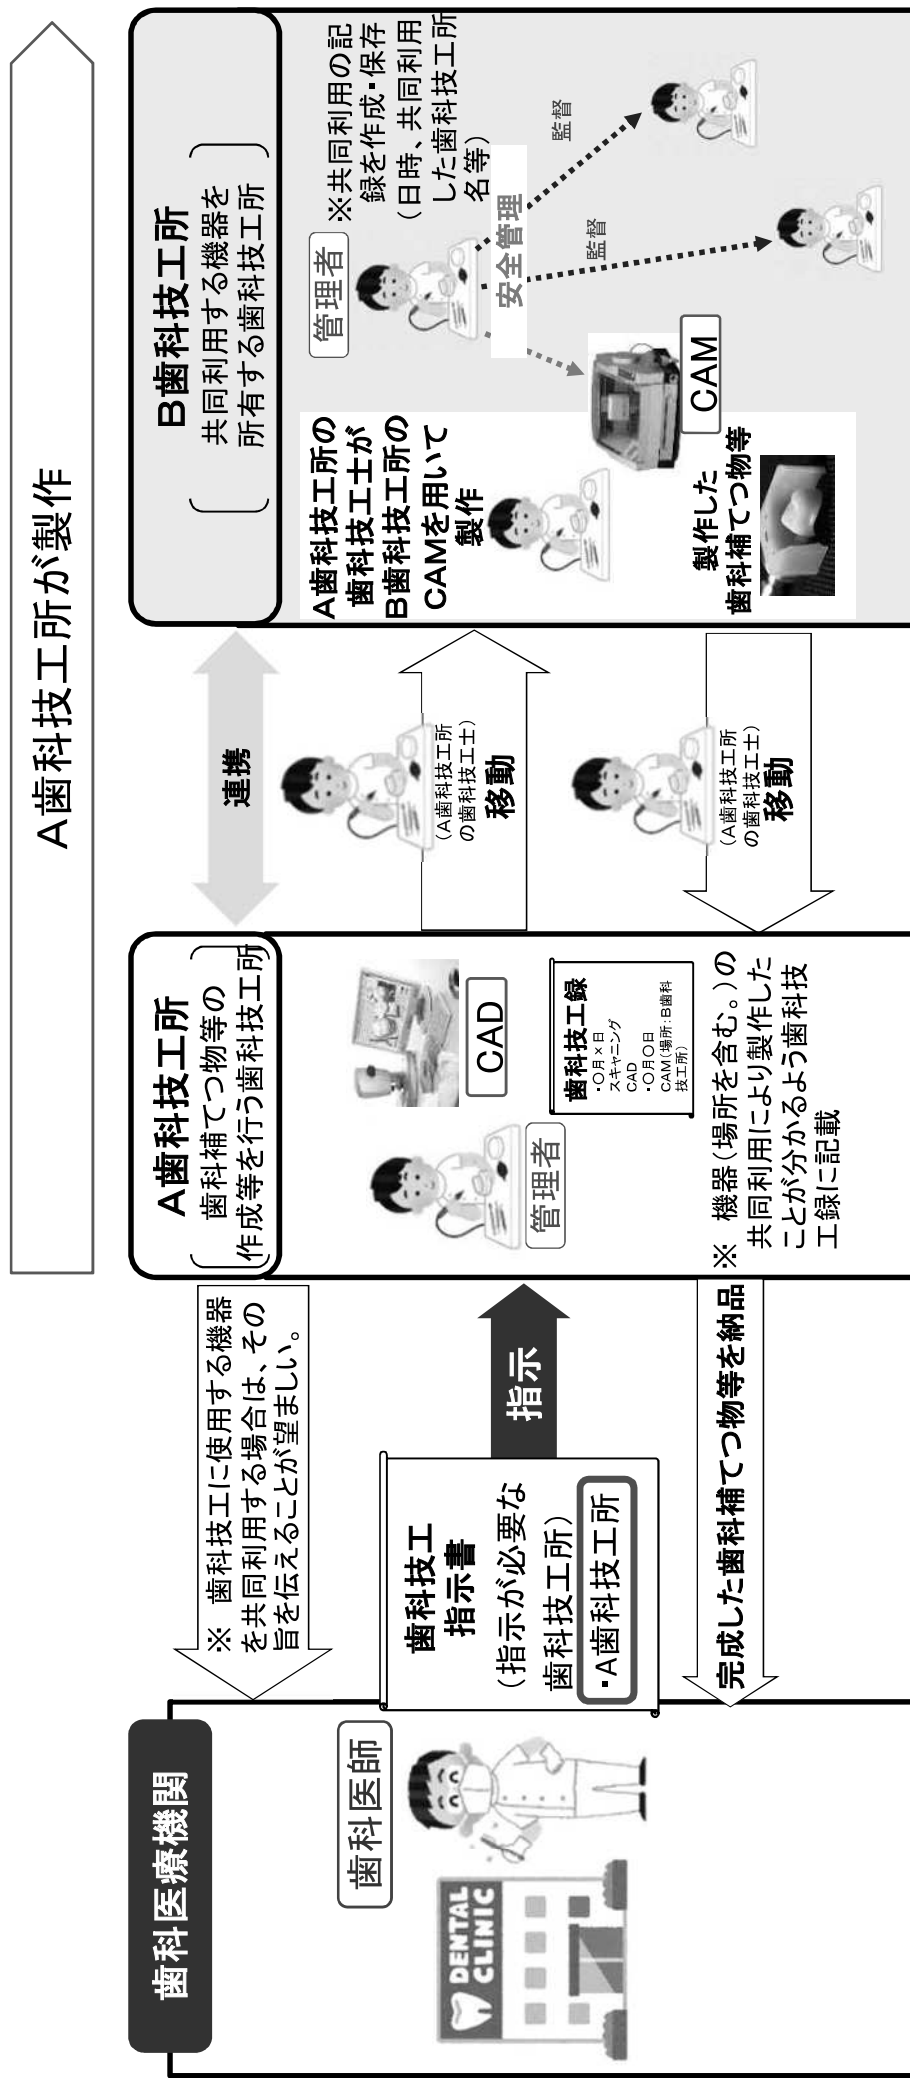 A歯科技工所が製作
歯科医療機関
歯科医師
DENTAL
CLINIC
※　歯科技工に使用する機器
を共同利用する場合は、その
旨を伝えることが望ましい。
歯科技工
指示書
(指示が必要な
歯科技工所)
・A歯科技工所
指示
完成した歯科補てつ物等を納品
A歯科技工所
歯科補てつ物等の
作成等を行う歯科技工所
管理者
CAD
歯科技工録
・〇月×日
スキャニング
CAD
・〇月〇日
CAM(場所:B歯科
技工所)
※ 機器(場所を含む。)の
共同利用により製作した
ことが分かるよう歯科技
工録に記載
連携
(A歯科技工所
の歯科技工士)
移動
(A歯科技工所
の歯科技工士)
移動
B歯科技工所
共同利用する機器を
所有する歯科技工所
管理者
※共同利用の記
録を作成・保存
(日時、共同利用
した歯科技工所
名等)
安全管理
監督
監督
A歯科技工所の
歯科技工士が
B歯科技工所の
CAMを用いて
製作
CAM
製作した
歯科補てつ物等